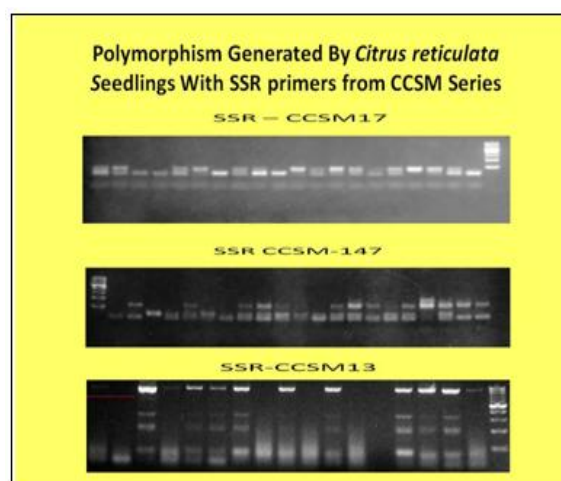 Polymorphism Generated By Citrus reticulata
Seedlings With SSR primers from CCSM Series
SSR – CCSM17
SSR CCSM-147
SSR-CCSM13